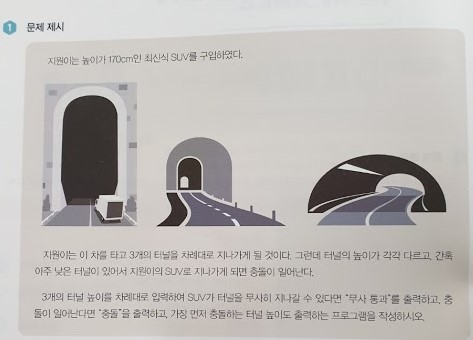 1 문제 제시
지원이는 높이가 170cm인 최신식 SUV를 구입하였다.
지원이는 이 차를 타고 3개의 터널을 차례대로 지나가게 될 것이다. 그런데 터널의 높이가 각각 다르고, 간혹
아주 낮은 터널이 있어서 지원이의 SUV로 지나가게 되면 충돌이 일어난다.
3개의 터널 높이를 차례대로 입력하여 SUV가 터널을 무사히 지나갈 수 있다면 “무사 통과”를 출력하고, 충
돌이 일어난다면 “충돌”을 출력하고, 가장 먼저 충돌하는 터널 높이도 출력하는 프로그램을 작성하시오.